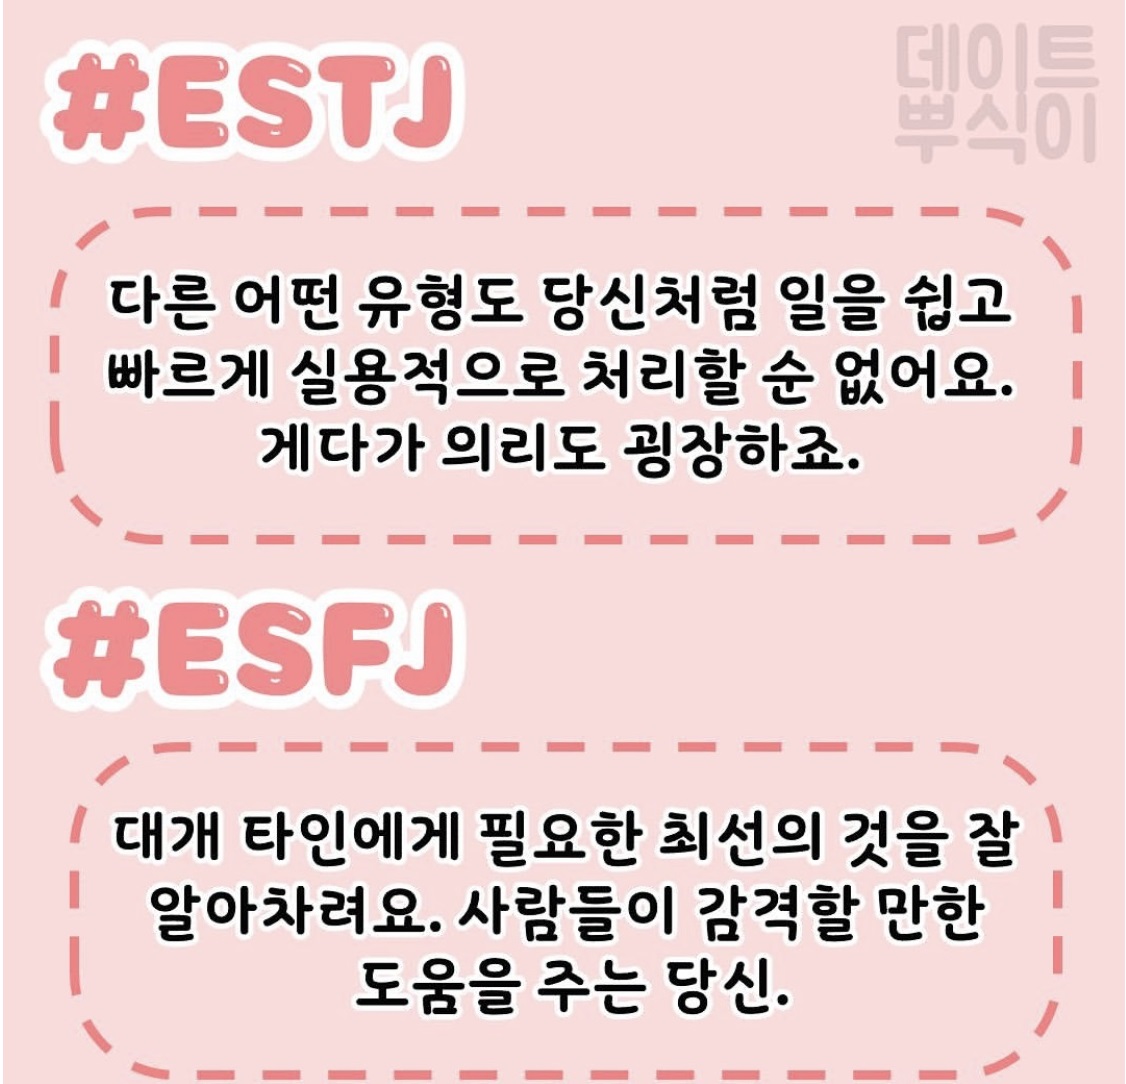 #ESTJ
데이트
뿌식이
다른 어떤 유형도 당신처럼 일을 쉽고
빠르게 실용적으로 처리할 순 없어요.
게다가 의리도 굉장하죠.
#ESFJ
대개 타인에게 필요한 최선의 것을 잘
알아차려요. 사람들이 감격할 만한
도움을 주는 당신.